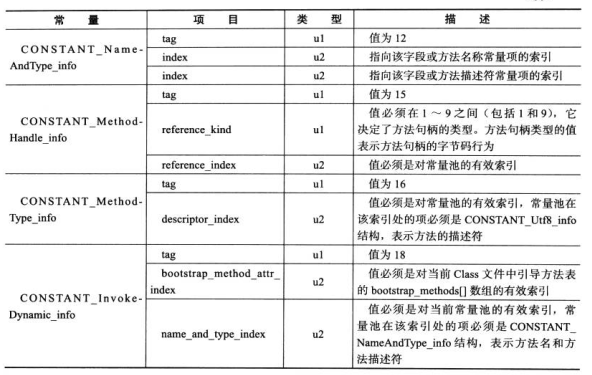 常 量 项 目 类 型 描 述
CONSTANT_Name-
AndType_info
tag u1 值为 12
index u2 指向该字段或方法名称常量项的索引
index u2 指向该字段或方法描述符常量项的索引
CONSTANT_Method-
Handle_info
tag u1 值为 15
reference_kind u1 值必须在 1 ~ 9 之间（包括 1 和 9），它
决定了方法句柄的类型。方法句柄类型的值
表示方法句柄的字节码行为
reference_index u2 值必须是对常量池的有效索引
CONSTANT_Method-
Type_info
tag u1 值为 16
descriptor_index u2 值必须是对常量池的有效索引，常量池在
该索引处的项必须是 CONSTANT_Utf8_info
结构，表示方法的描述符
CONSTANT_Invoke-
Dynamic_info
tag u1 值为 18
bootstrap_method_attr_
index u2 值必须是对当前 Class 文件中引导方法表
的 bootstrap_methods[] 数组的有效索引
name_and_type_index u2 值必须是对当前常量池的有效索引，常
量池在该索引处的项必须是 CONSTANT_
NameAndType_info 结构，表示方法名和方
法描述符